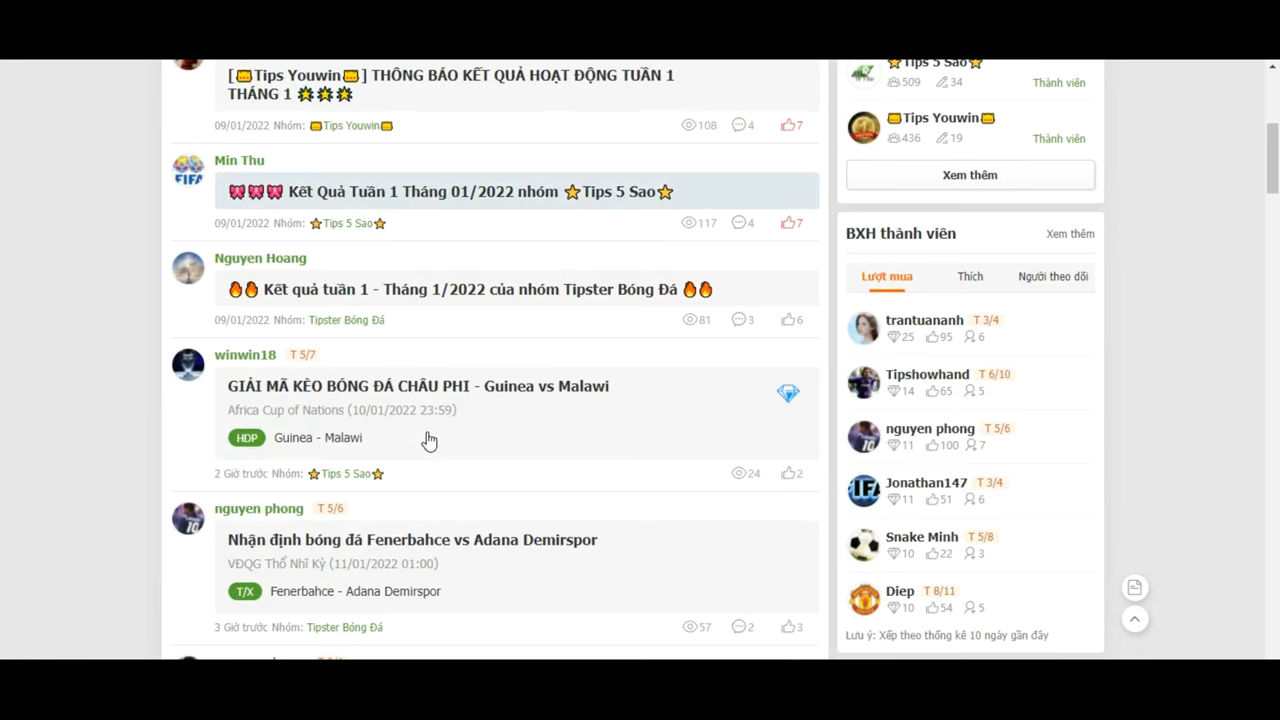 [🎫Tips Youwin🎫] THÔNG BÁO KẾT QUẢ HOẠT ĐỘNG TUẦN 1
THÁNG 1 🌟🌟🌟
09/01/2022 Nhóm: 🎫Tips Youwin🎫
108 4 7
Min Thu
🎀🎀🎀 Kết Quả Tuần 1 Tháng 01/2022 nhóm ⭐Tips 5 Sao⭐
09/01/2022 Nhóm: ⭐Tips 5 Sao⭐
117 4 7
Nguyen Hoang
🔥🔥 Kết quả tuần 1 - Tháng 1/2022 của nhóm Tipster Bóng Đá 🔥🔥
09/01/2022 Nhóm: Tipster Bóng Đá
81 3 6
winwin18 T 5/7
GIẢI MÃ KÈO BÓNG ĐÁ CHÂU PHI - Guinea vs Malawi
Africa Cup of Nations (10/01/2022 23:59)
HDP Guinea - Malawi
2 Giờ trước Nhóm: ⭐Tips 5 Sao⭐
24 2
nguyen phong T 5/6
Nhận định bóng đá Fenerbahce vs Adana Demirspor
VĐQG Thổ Nhĩ Kỳ (11/01/2022 01:00)
T/X Fenerbahce - Adana Demirspor
3 Giờ trước Nhóm: Tipster Bóng Đá
57 2 3
⭐Tips 5 Sao⭐
509 34 Thành viên
🎫Tips Youwin🎫
436 19 Thành viên
Xem thêm
BXH thành viên Xem thêm
Lượt mua Thích Người theo dõi
trantuananh T 3/4
25 95 6
Tipshowhand T 6/10
14 65 5
nguyen phong T 5/6
11 100 7
Jonathan147 T 3/4
11 51 6
Snake Minh T 5/8
10 22 3
Diep T 8/11
10 54 5
Lưu ý: Xếp theo thống kê 10 ngày gần đây